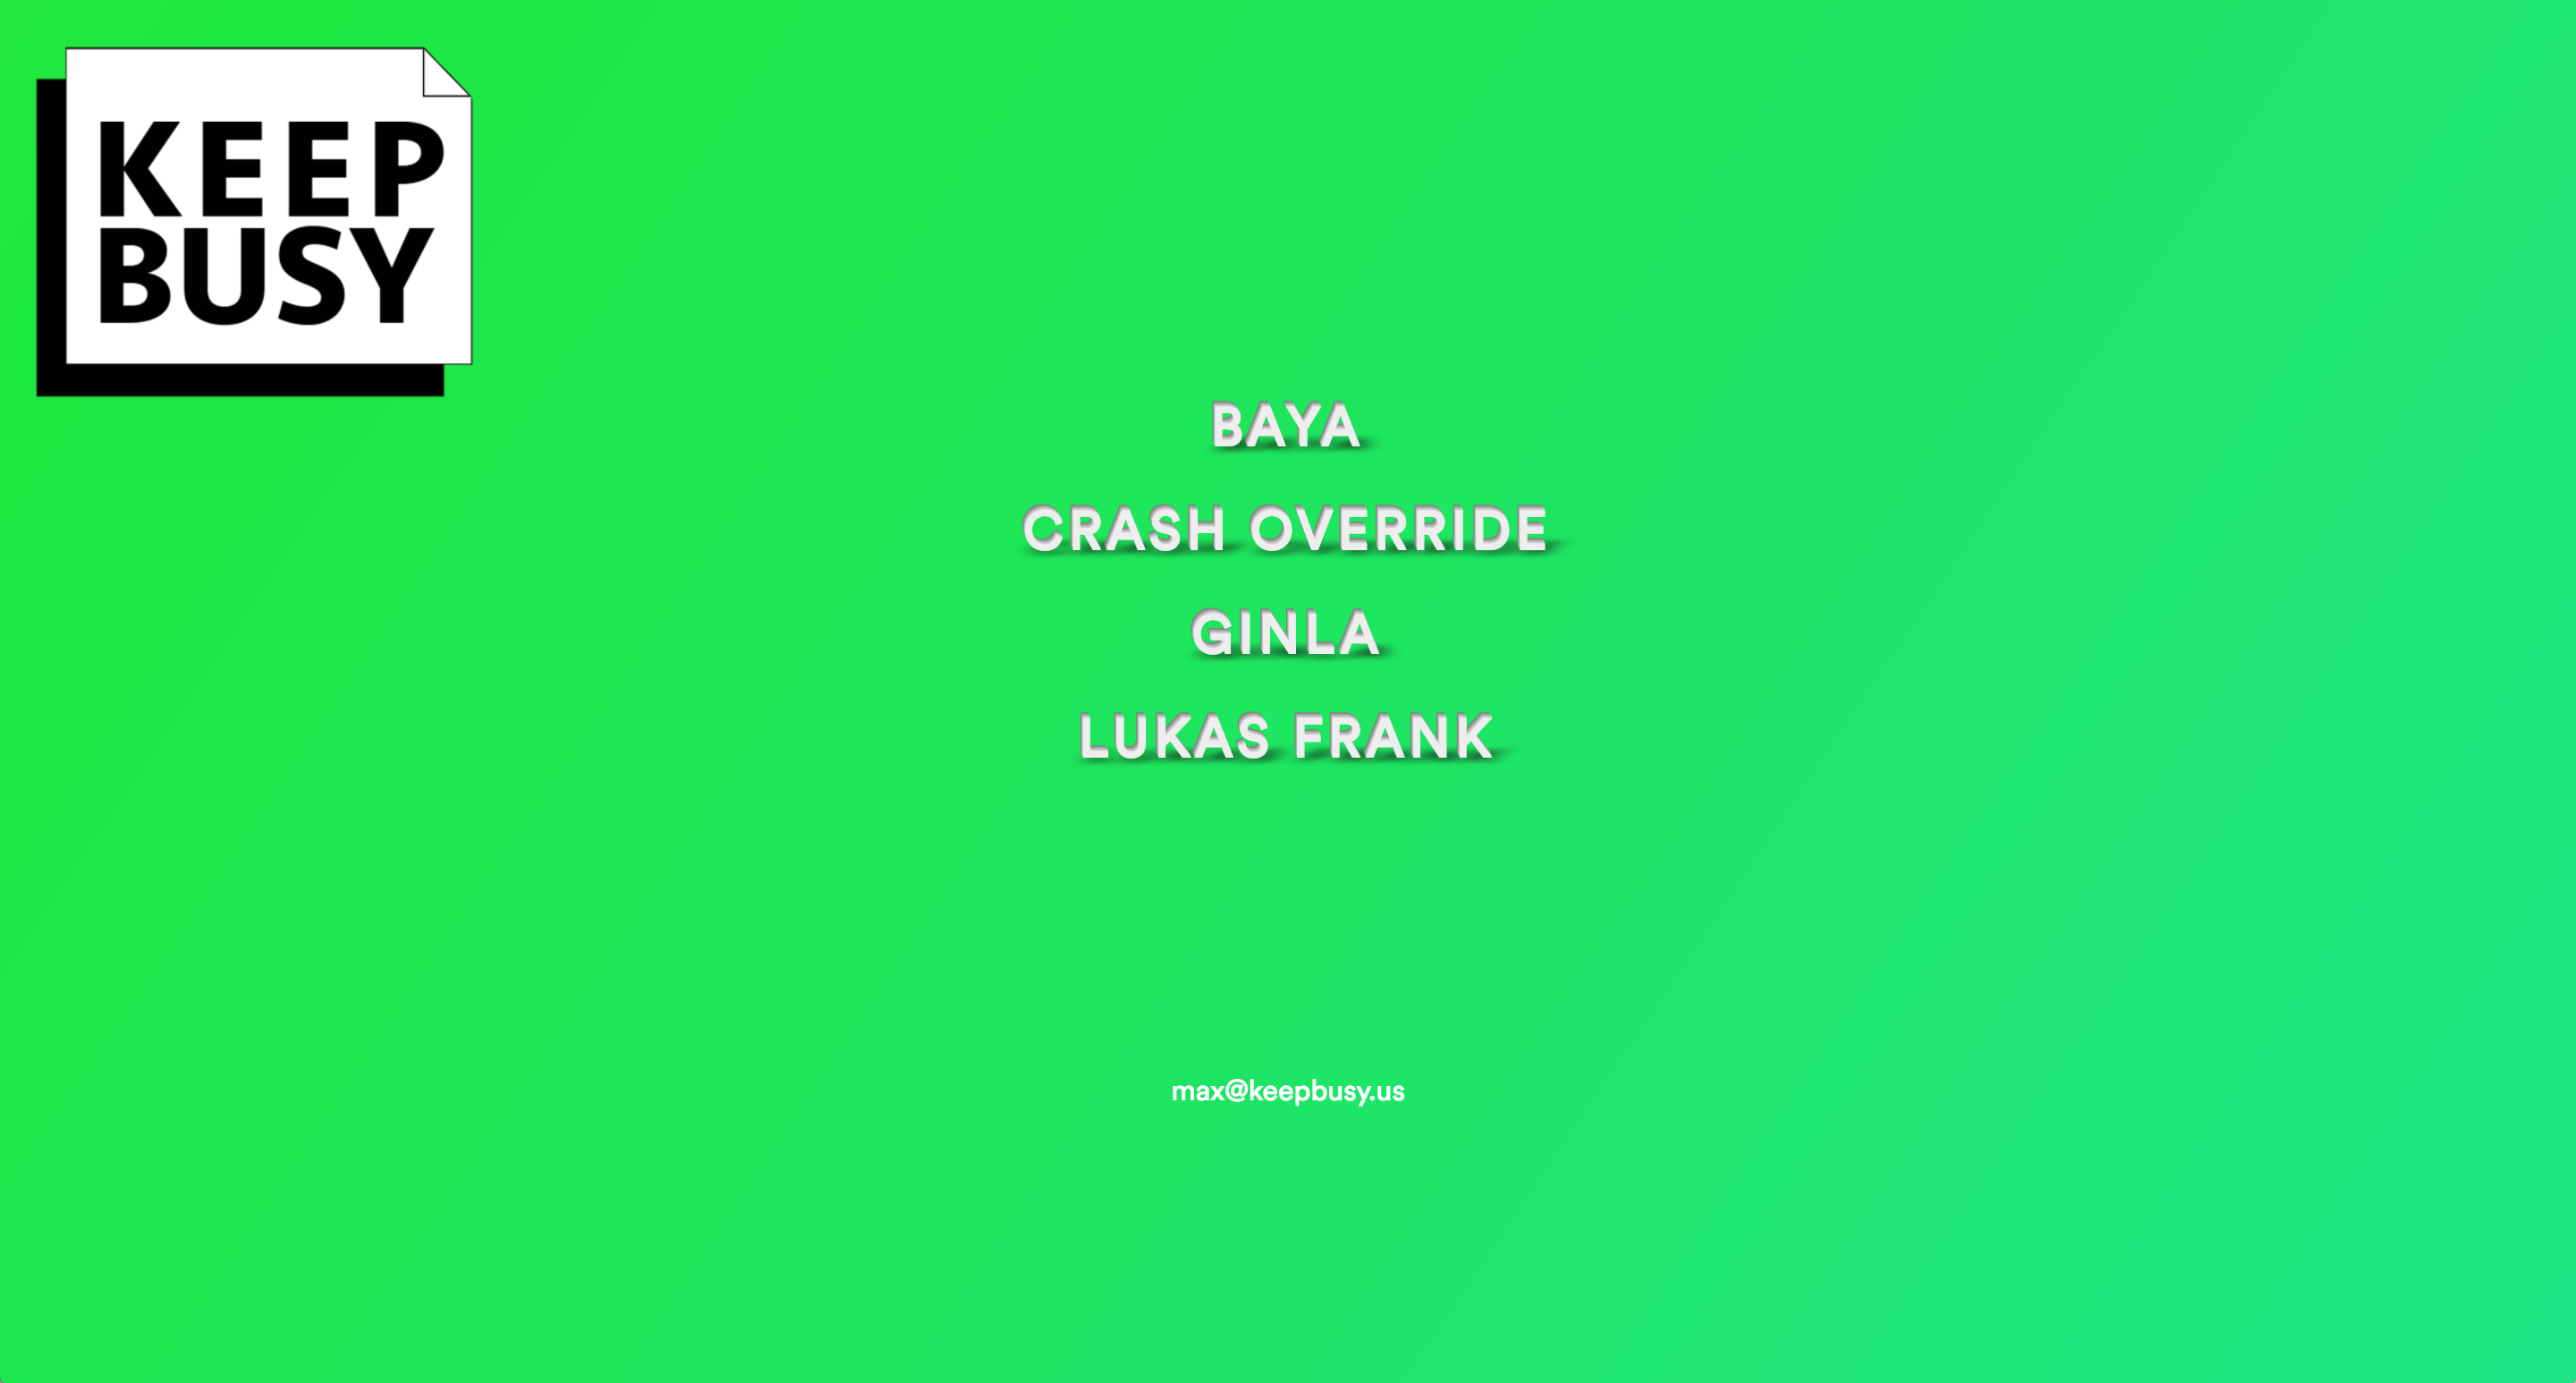 KEEP
BUSY
BAYA
CRASH OVERRIDE
GINLA
LUKAS FRANK
max@keepbusy.us